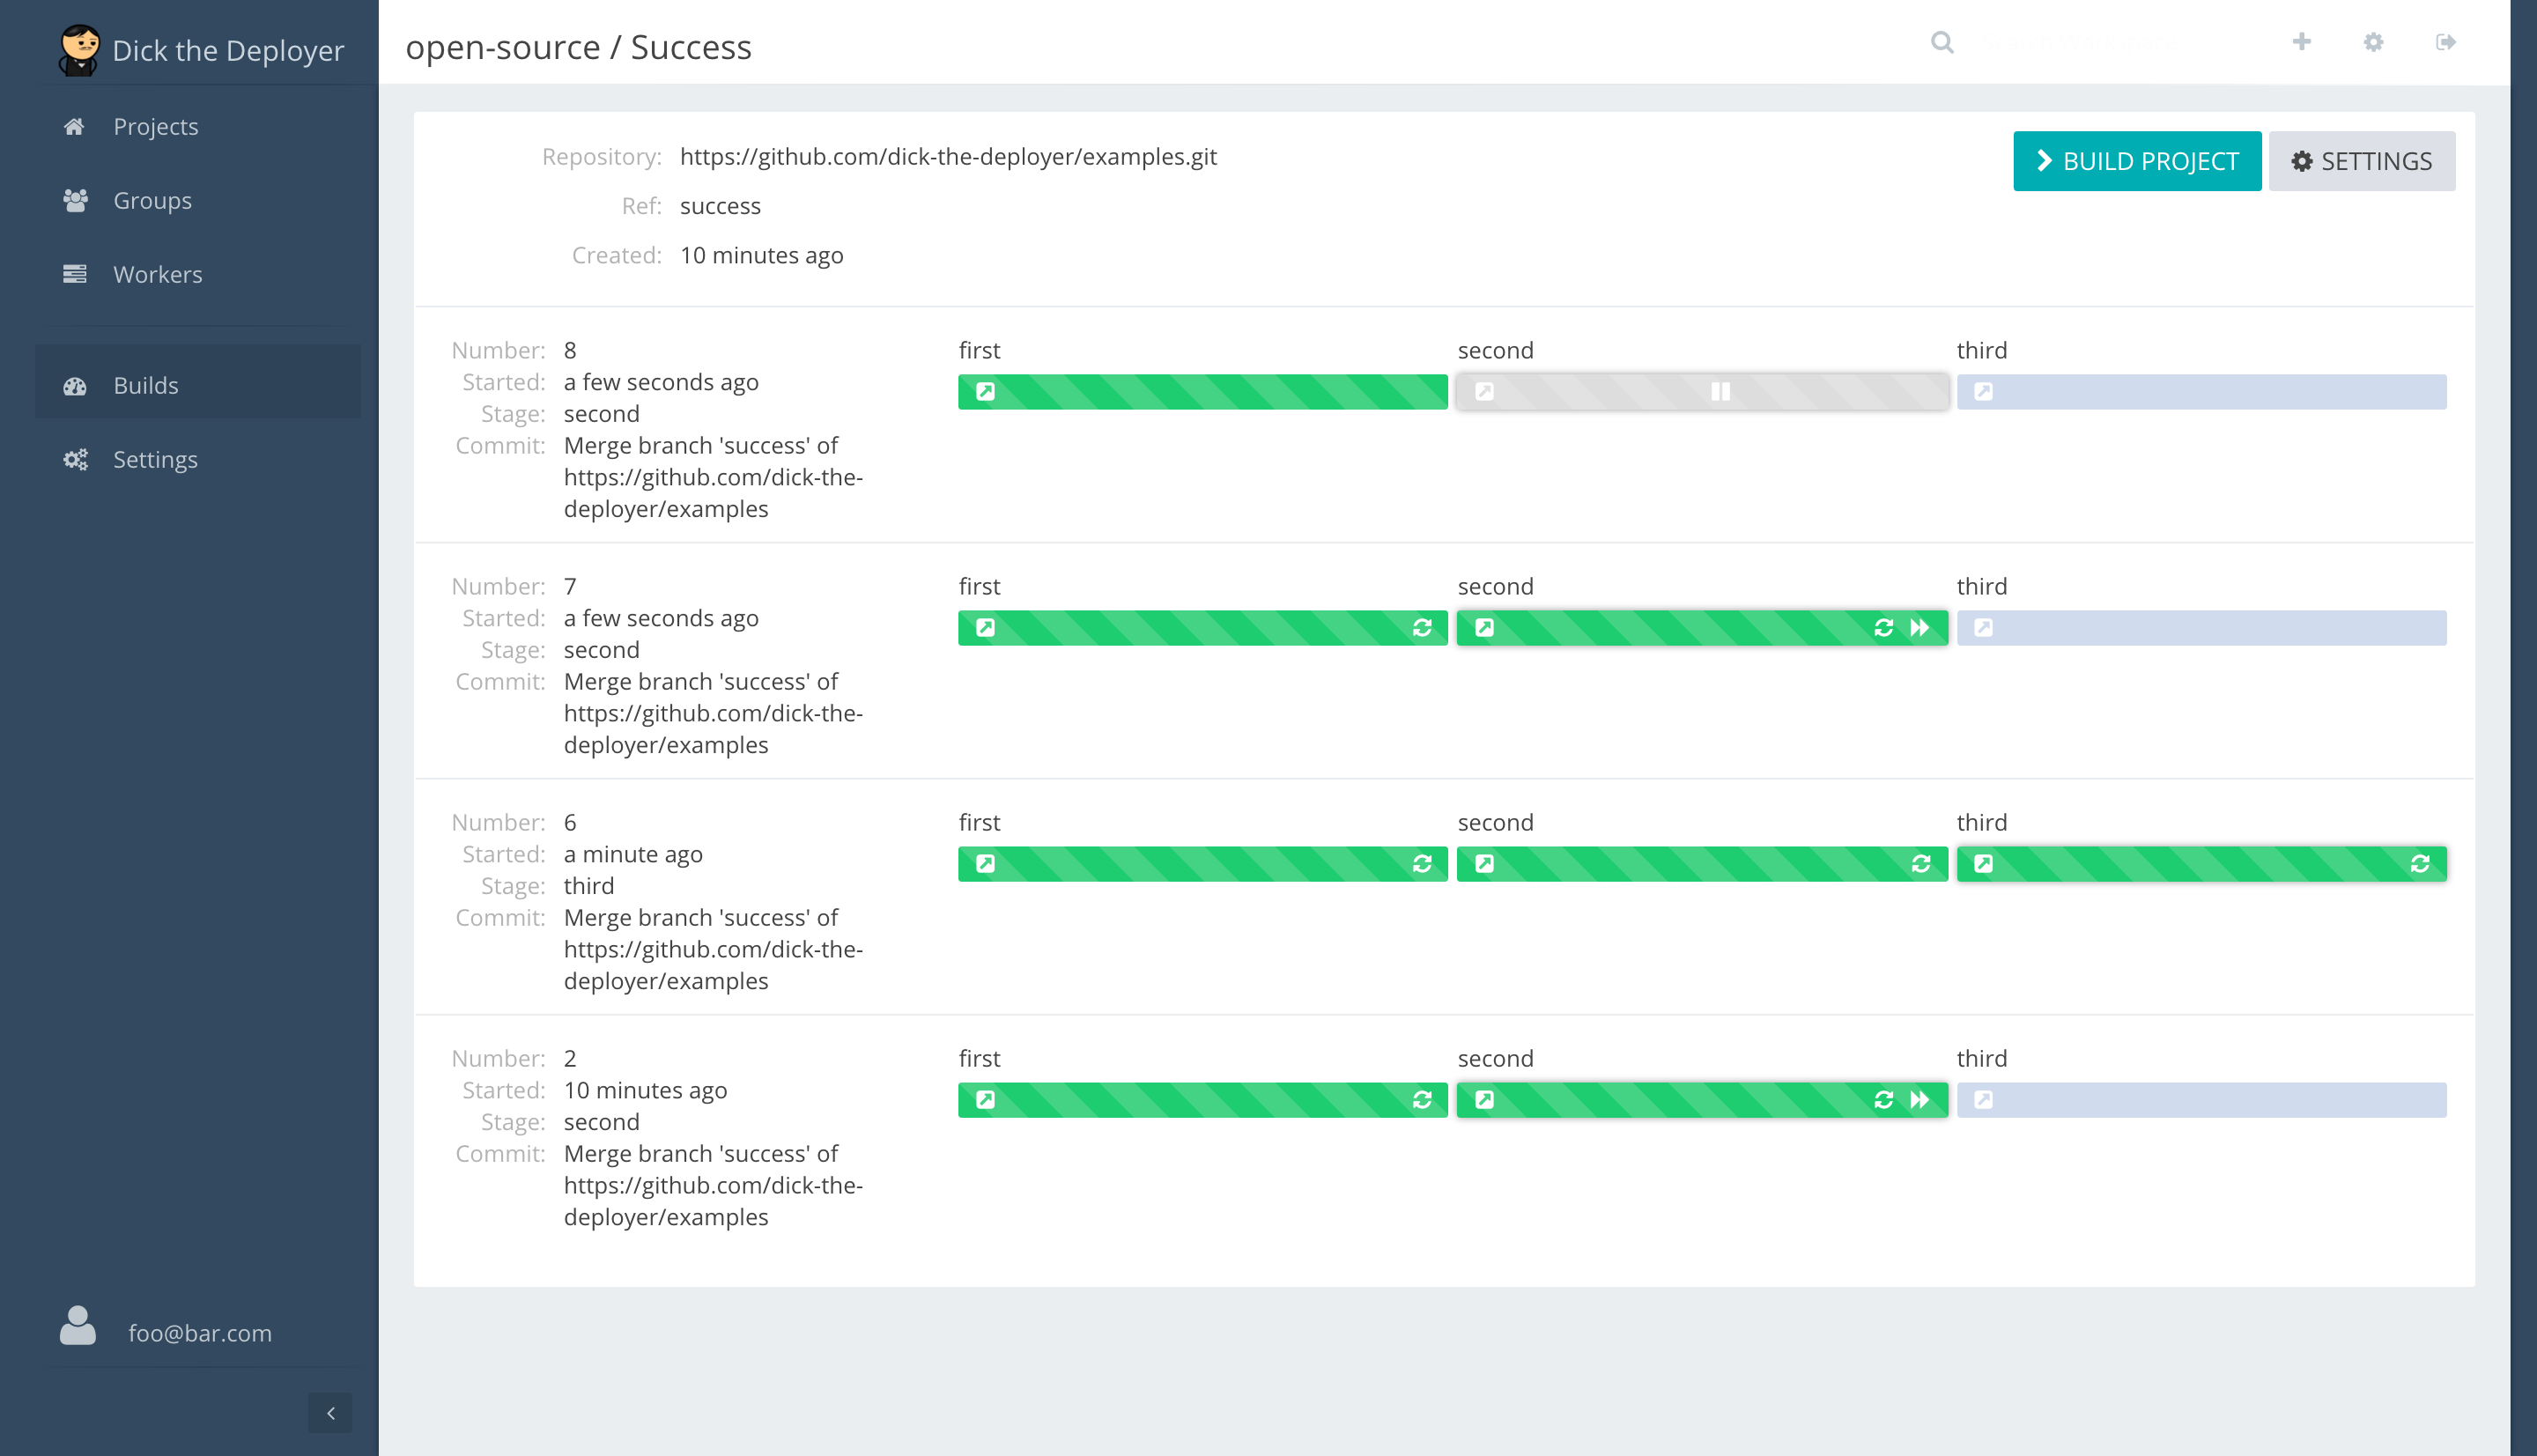 Dick the Deployer
open-source / Success
Projects
Groups
Workers
Builds
Settings
foo@bar.com
Repository: https://github.com/dick-the-deployer/examples.git
BUILD PROJECT
SETTINGS
Ref: success
Created: 10 minutes ago
Number: 8
Started: a few seconds ago
Stage: second
Commit: Merge branch 'success' of
https://github.com/dick-the-
deployer/examples
first
second
third
Number: 7
Started: a few seconds ago
Stage: second
Commit: Merge branch 'success' of
https://github.com/dick-the-
deployer/examples
first
second
third
Number: 6
Started: a minute ago
Stage: third
Commit: Merge branch 'success' of
https://github.com/dick-the-
deployer/examples
first
second
third
Number: 2
Started: 10 minutes ago
Stage: second
Commit: Merge branch 'success' of
https://github.com/dick-the-
deployer/examples
first
second
third